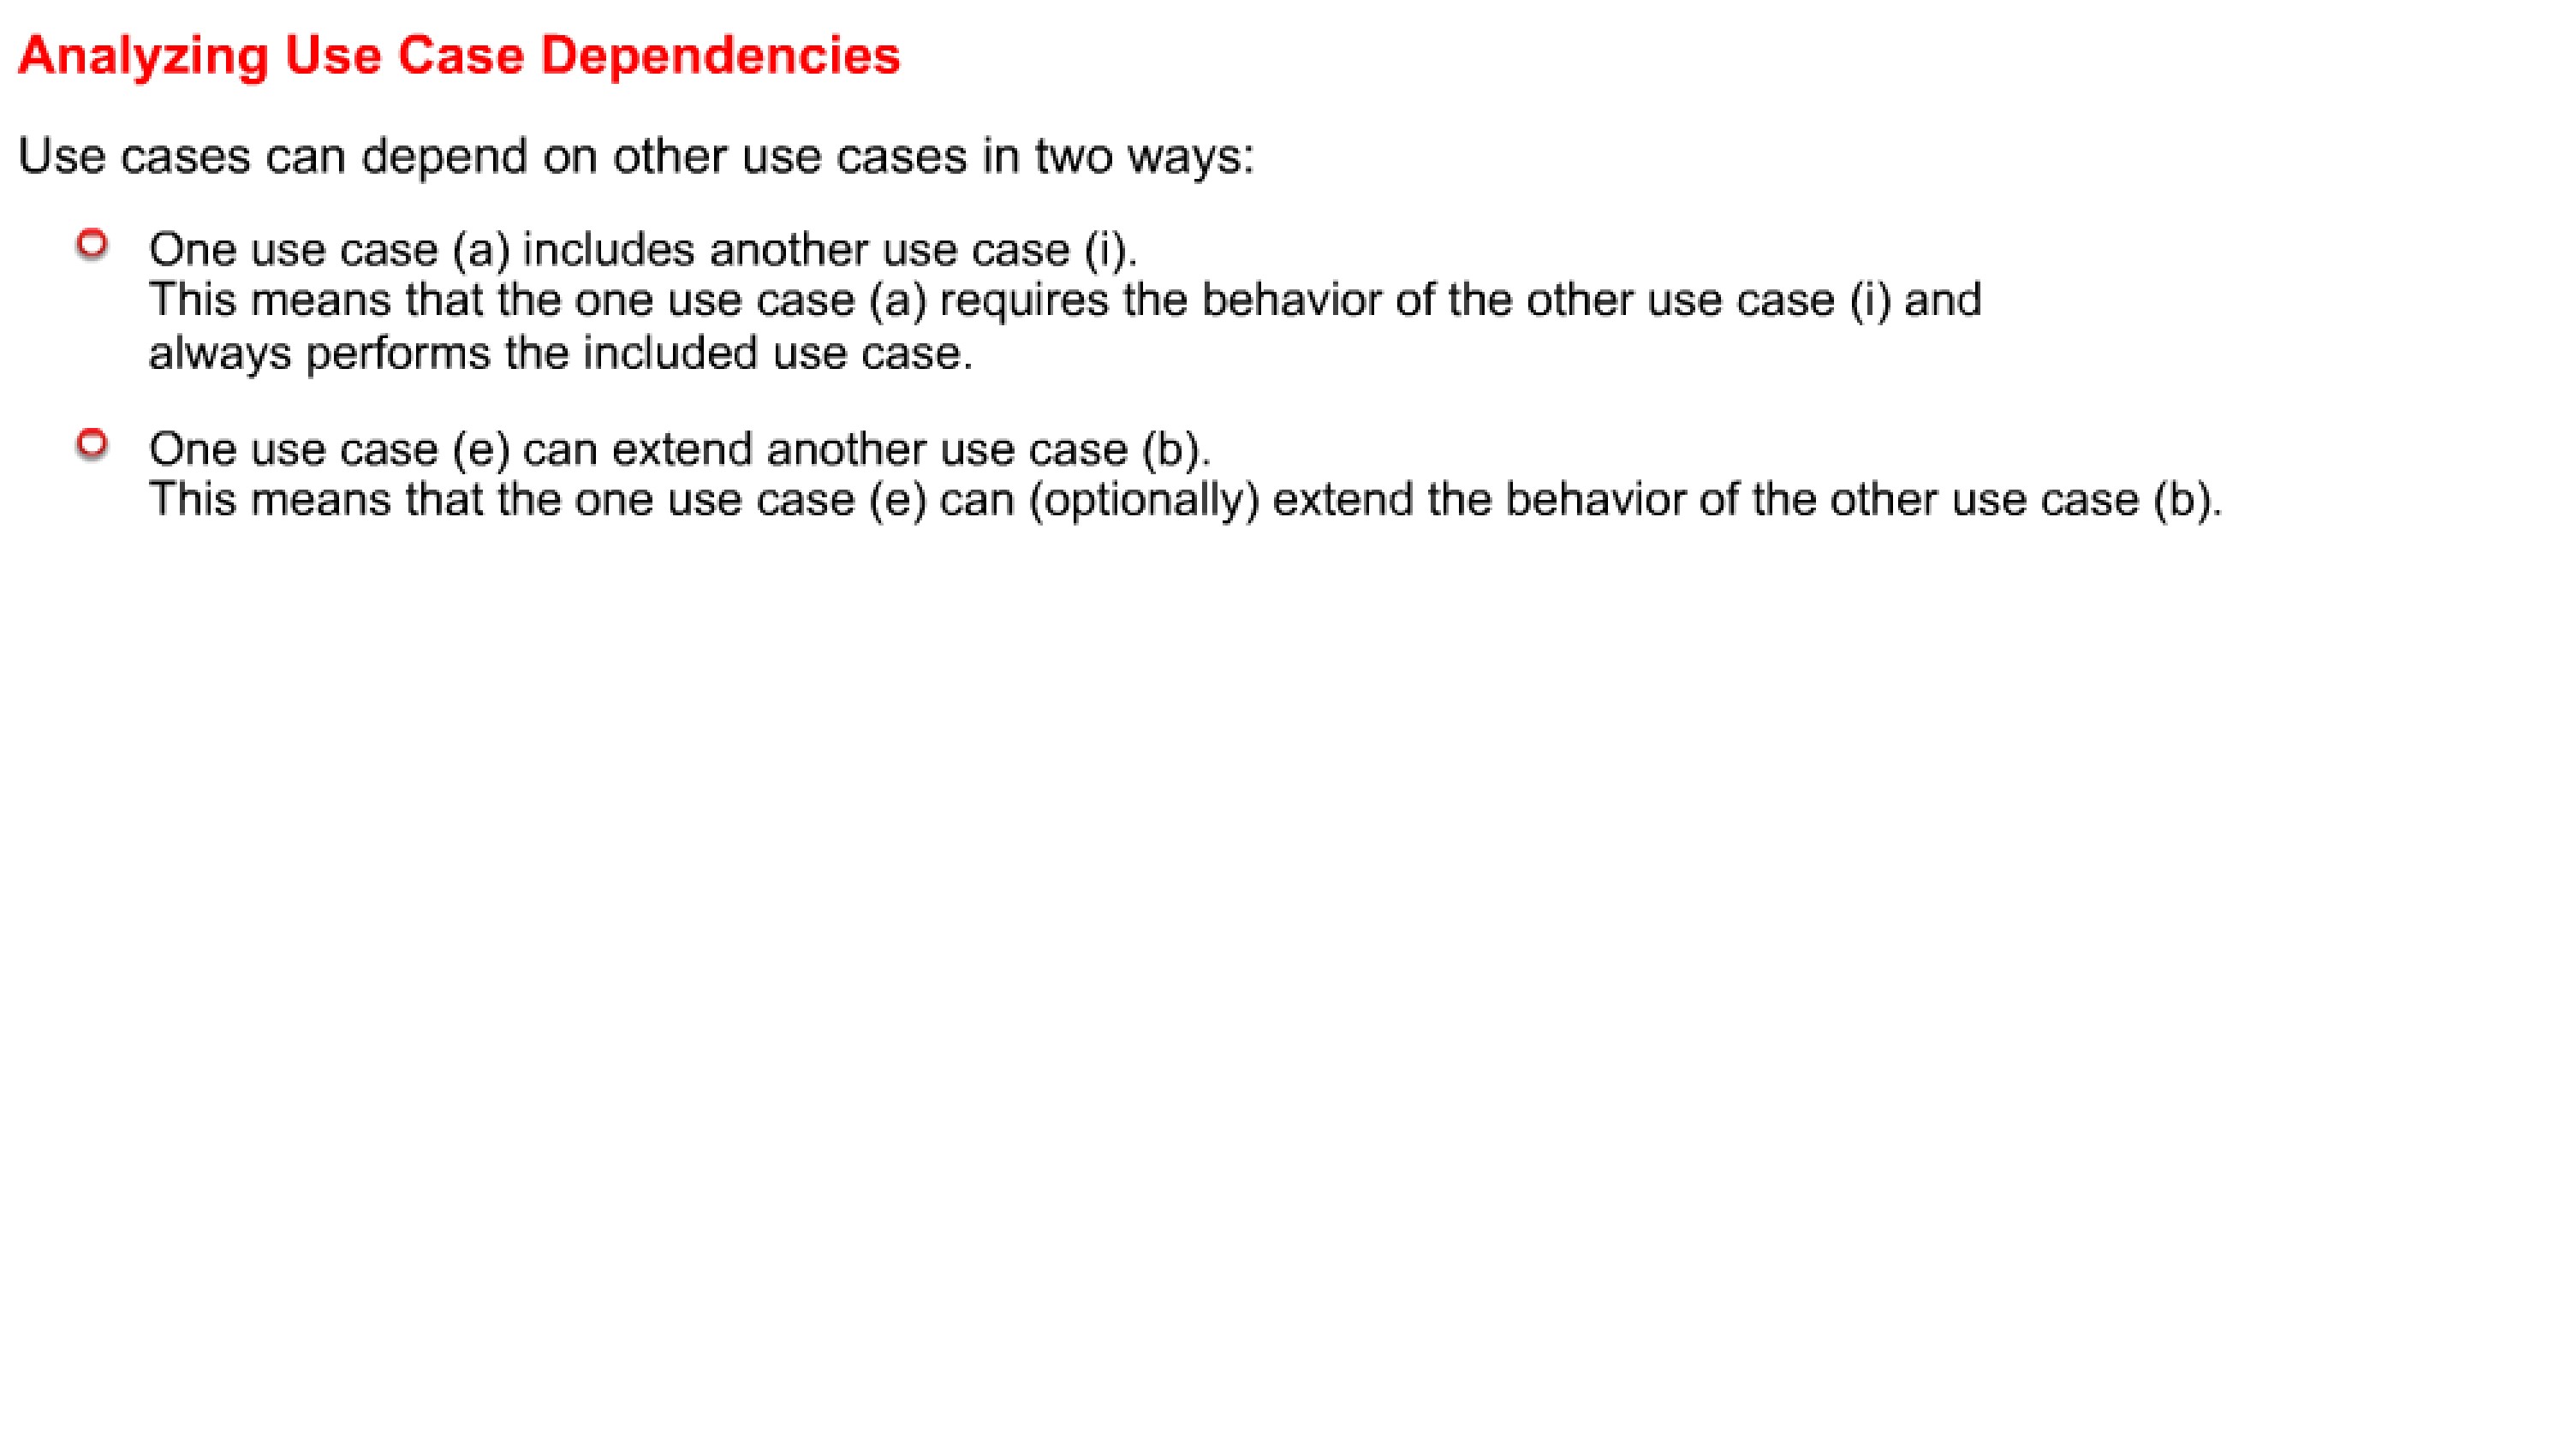 Analyzing Use Case Dependencies
Use cases can depend on other use cases in two ways:
One use case (a) includes another use case (i).
This means that the one use case (a) requires the behavior of the other use case (i) and
always performs the included use case.
One use case (e) can extend another use case (b).
This means that the one use case (e) can (optionally) extend the behavior of the other use case (b).